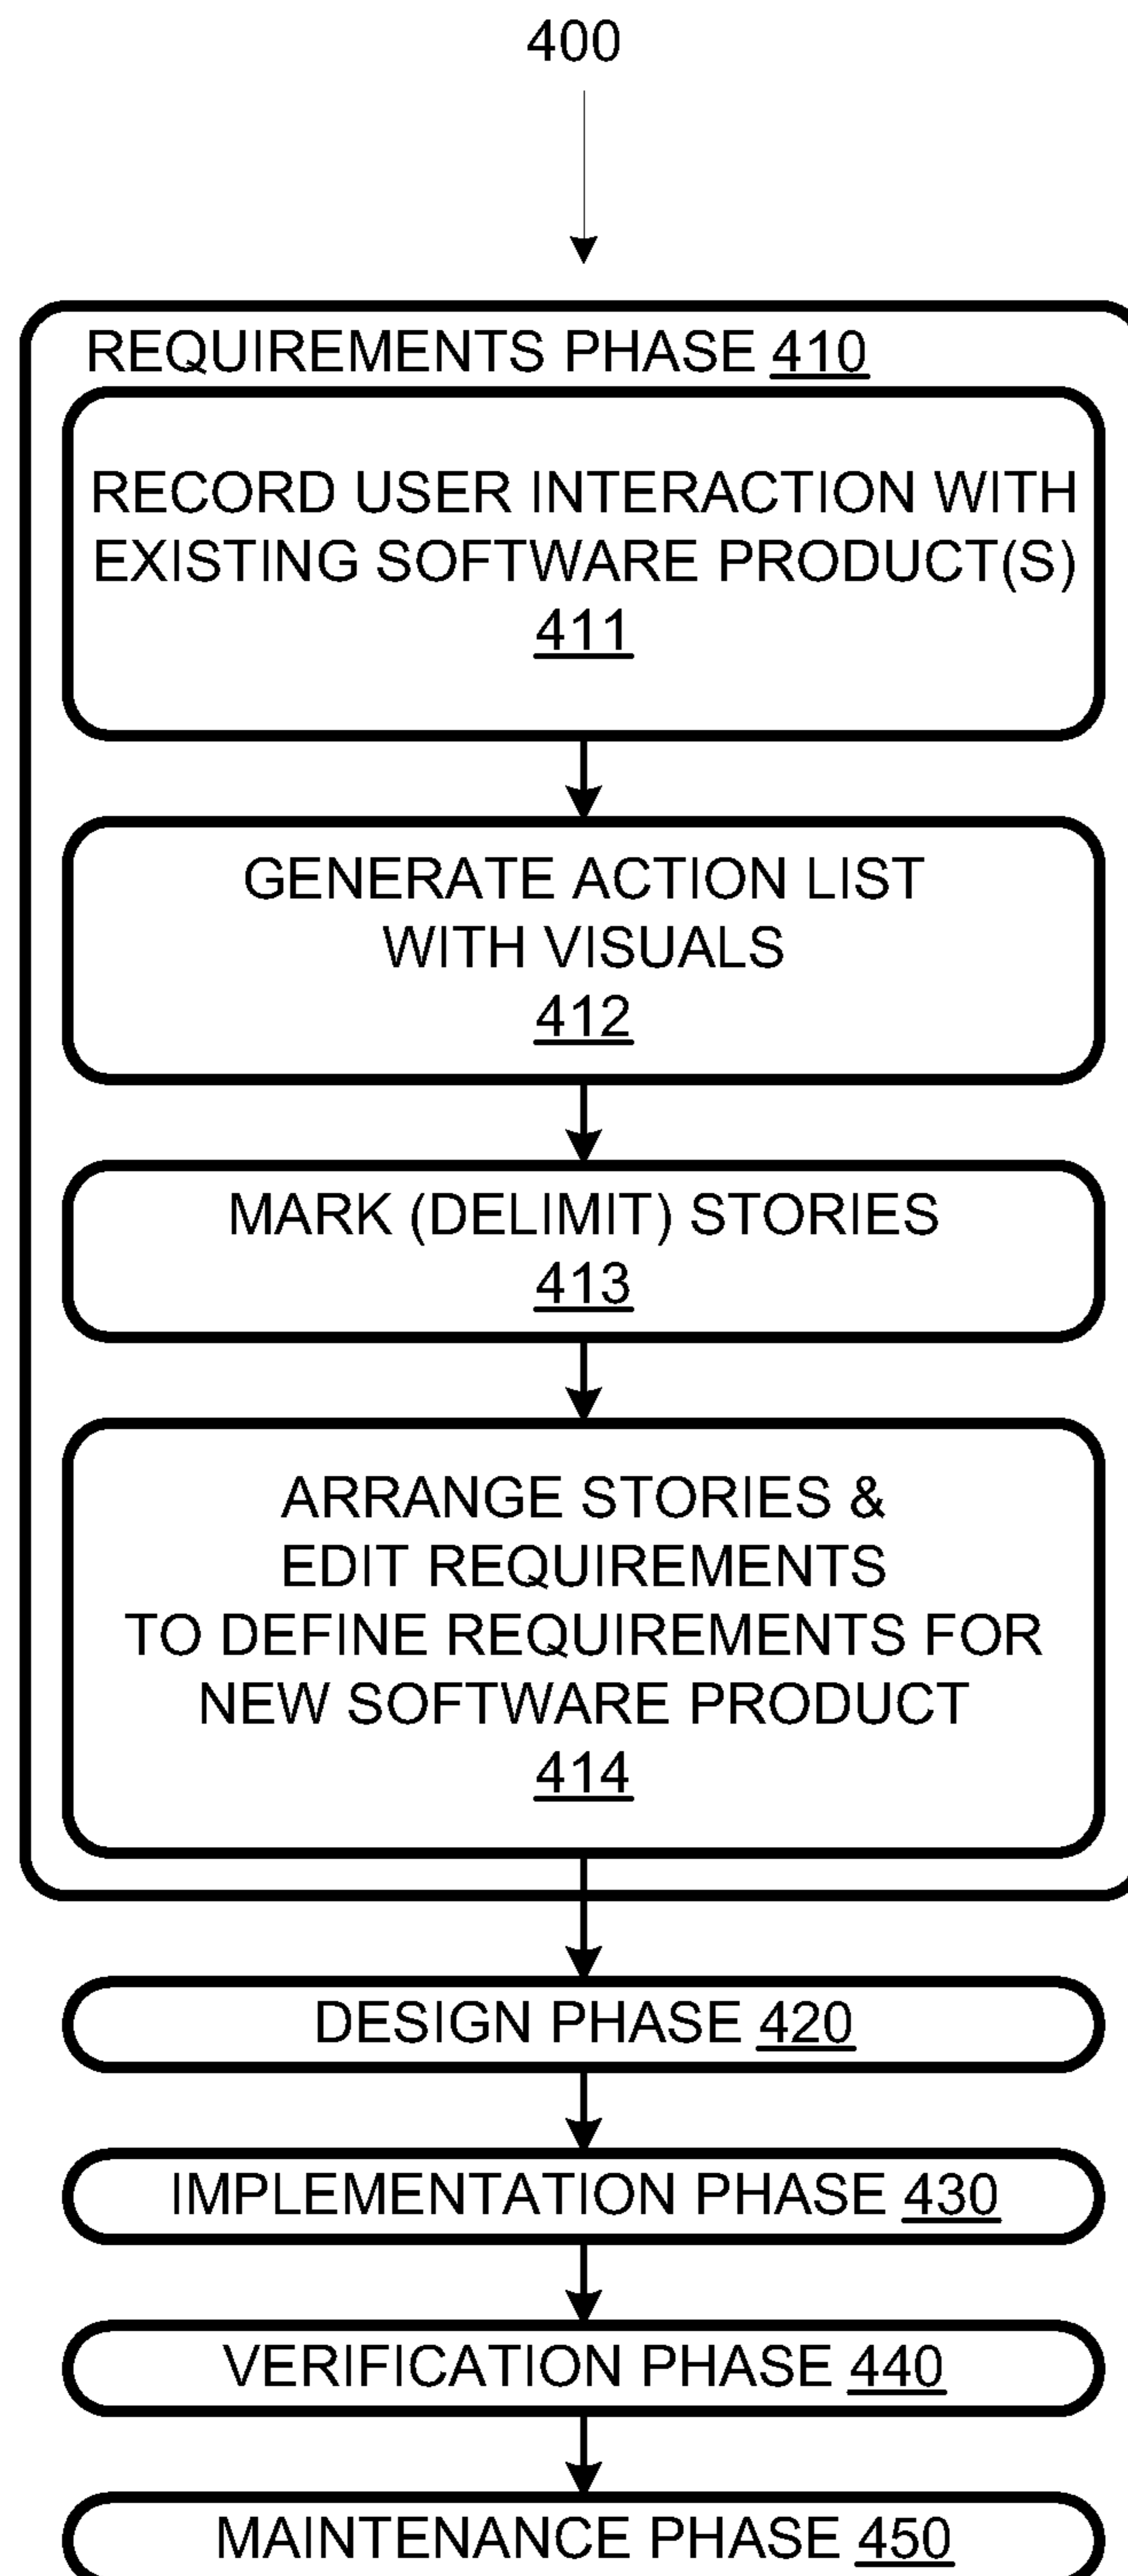 400
REQUIREMENTS PHASE 410
RECORD USER INTERACTION WITH
EXISTING SOFTWARE PRODUCT(S)
411
GENERATE ACTION LIST
WITH VISUALS
412
MARK (DELIMIT) STORIES
413
ARRANGE STORIES &
EDIT REQUIREMENTS
TO DEFINE REQUIREMENTS FOR
NEW SOFTWARE PRODUCT
414
DESIGN PHASE 420
IMPLEMENTATION PHASE 430
VERIFICATION PHASE 440
MAINTENANCE PHASE 450